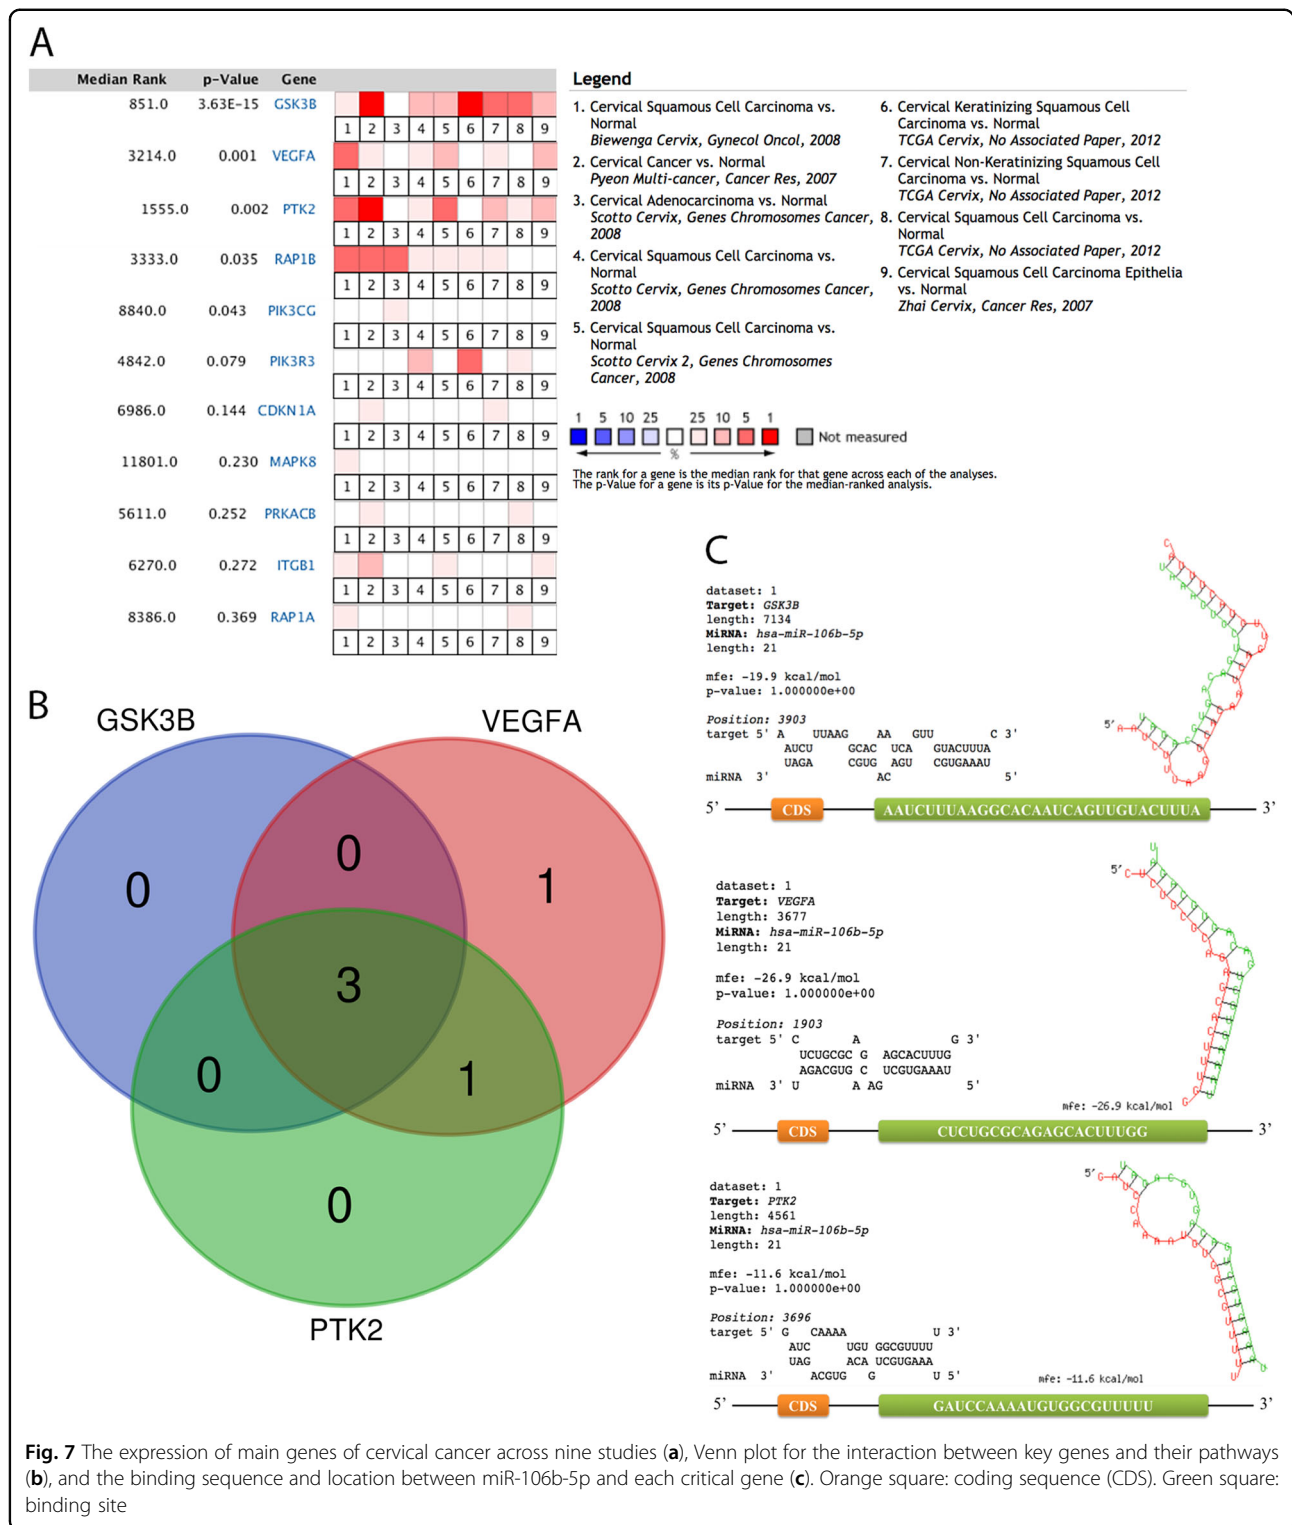 A
Median Rank p-Value Gene
851.0 3.63E-15 GSK3B
1 2 3 4 5 6 7 8 9
3214.0 0.001 VEGFA
1 2 3 4 5 6 7 8 9
1555.0 0.002 PTK2
1 2 3 4 5 6 7 8 9
3333.0 0.035 RAP1B
1 2 3 4 5 6 7 8 9
8840.0 0.043 PIK3CG
1 2 3 4 5 6 7 8 9
4842.0 0.079 PIK3R3
1 2 3 4 5 6 7 8 9
6986.0 0.144 CDKN1A
1 2 3 4 5 6 7 8 9
11801.0 0.230 MAPK8
1 2 3 4 5 6 7 8 9
5611.0 0.252 PRKACB
1 2 3 4 5 6 7 8 9
6270.0 0.272 ITGB1
1 2 3 4 5 6 7 8 9
8386.0 0.369 RAP1A
1 2 3 4 5 6 7 8 9
Legend
1. Cervical Squamous Cell Carcinoma vs.
Normal
Biewenga Cervix, Gynecol Oncol, 2008
2. Cervical Cancer vs. Normal
Pyeon Multi-cancer, Cancer Res, 2007
3. Cervical Adenocarcinoma vs. Normal
Scotto Cervix, Genes Chromosomes Cancer,
2008
4. Cervical Squamous Cell Carcinoma vs.
Normal
Scotto Cervix, Genes Chromosomes Cancer,
2008
5. Cervical Squamous Cell Carcinoma vs.
Normal
Scotto Cervix 2, Genes Chromosomes
Cancer, 2008
6. Cervical Keratinizing Squamous Cell
Carcinoma vs. Normal
TCGA Cervix, No Associated Paper, 2012
7. Cervical Non-Keratinizing Squamous Cell
Carcinoma vs. Normal
TCGA Cervix, No Associated Paper, 2012
8. Cervical Squamous Cell Carcinoma vs.
Normal
TCGA Cervix, No Associated Paper, 2012
9. Cervical Squamous Cell Carcinoma Epithelia
vs. Normal
Zhai Cervix, Cancer Res, 2007
1 5 10 25 25 10 5 1
Not measured
%
The rank for a gene is the median rank for that gene across each of the analyses.
The p-Value for a gene is its p-Value for the median-ranked analysis.
B
GSK3B VEGFA
0
0 1
3
0 1
0
PTK2
C
dataset: 1
Target: GSK3B
length: 7134
MiRNA: hsa-miR-106b-5p
length: 21
mfe: -19.9 kcal/mol
p-value: 1.000000e+00
Position: 3903
target 5' A UUAAG AA GUU C 3'
AUCU GCAC UCA GUACUUUA
UAGA CGUG AGU CGUGAAAU
miRNA 3' AC 5'
5'
5' CDS AAUCUUUAAGGCACAAUCAGUUGUACUUUA 3'
dataset: 1
Target: VEGFA
length: 3677
MiRNA: hsa-miR-106b-5p
length: 21
mfe: -26.9 kcal/mol
p-value: 1.000000e+00
Position: 1903
target 5' C A G 3'
UCUGCGC G AGCACUUUG
AGACGUG C UCGUGAAAU
miRNA 3' U A AG 5'
5'
mfe: -26.9 kcal/mol
5' CDS CUCUGCGCAGAGCACUUUGG 3'
dataset: 1
Target: PTK2
length: 4561
MiRNA: hsa-miR-106b-5p
length: 21
mfe: -11.6 kcal/mol
p-value: 1.000000e+00
Position: 3696
target 5' G CAAAA U 3'
AUC UGU GGCGUUUU
UAG ACA UCGUGAAA
miRNA 3' ACGUG G U 5'
5'
mfe: -11.6 kcal/mol
5' CDS GAUCCAAAAUGUGGCGUUUUU 3'
Fig. 7 The expression of main genes of cervical cancer across nine studies (a), Venn plot for the interaction between key genes and their pathways
(b), and the binding sequence and location between miR-106b-5p and each critical gene (c). Orange square: coding sequence (CDS). Green square:
binding site